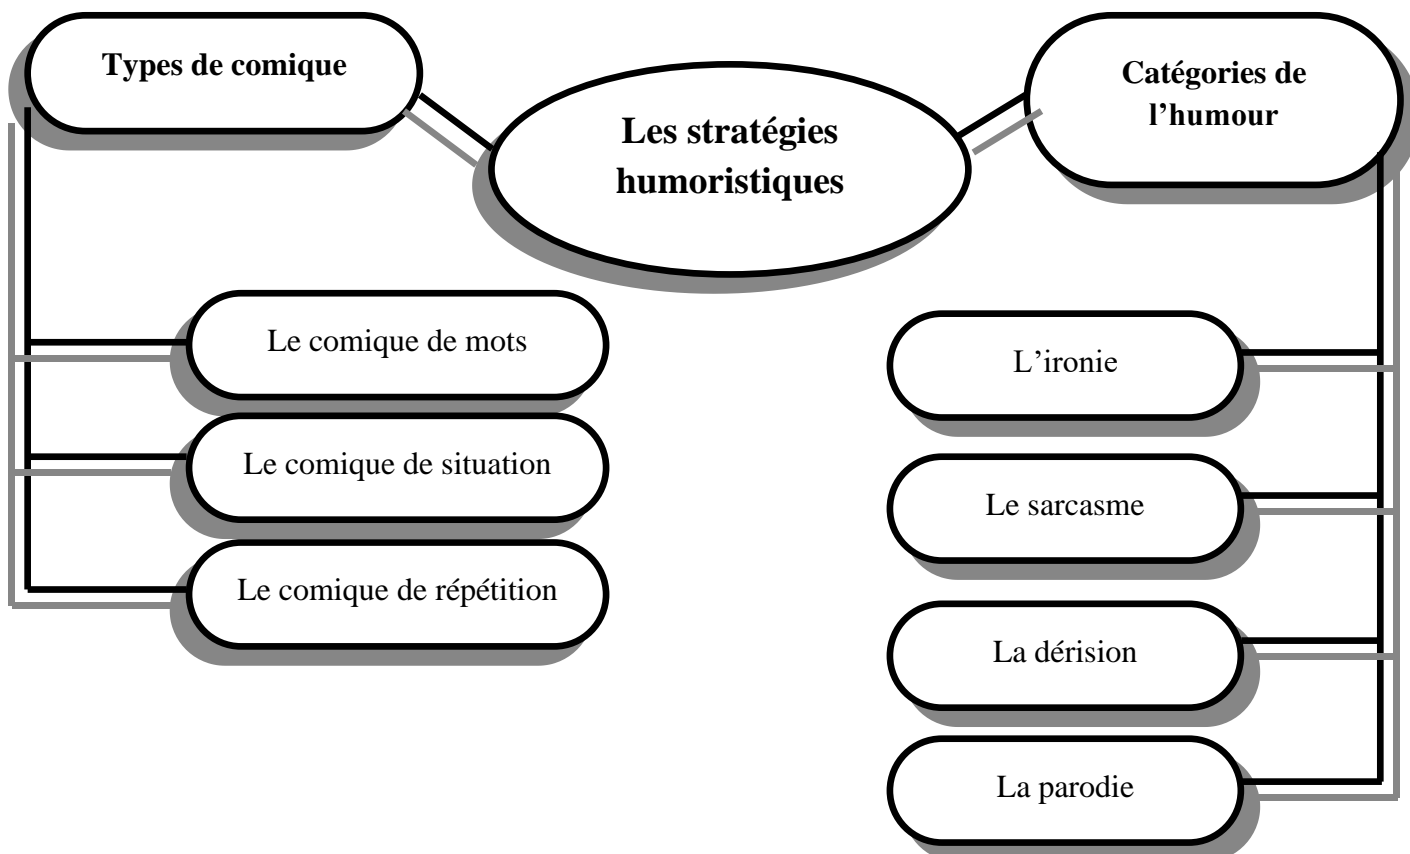 Types de comique
Les stratégies
humoristiques
Catégories de
l'humour
Le comique de mots
Le comique de situation
Le comique de répétition
L'ironie
Le sarcasme
La dérision
La parodie